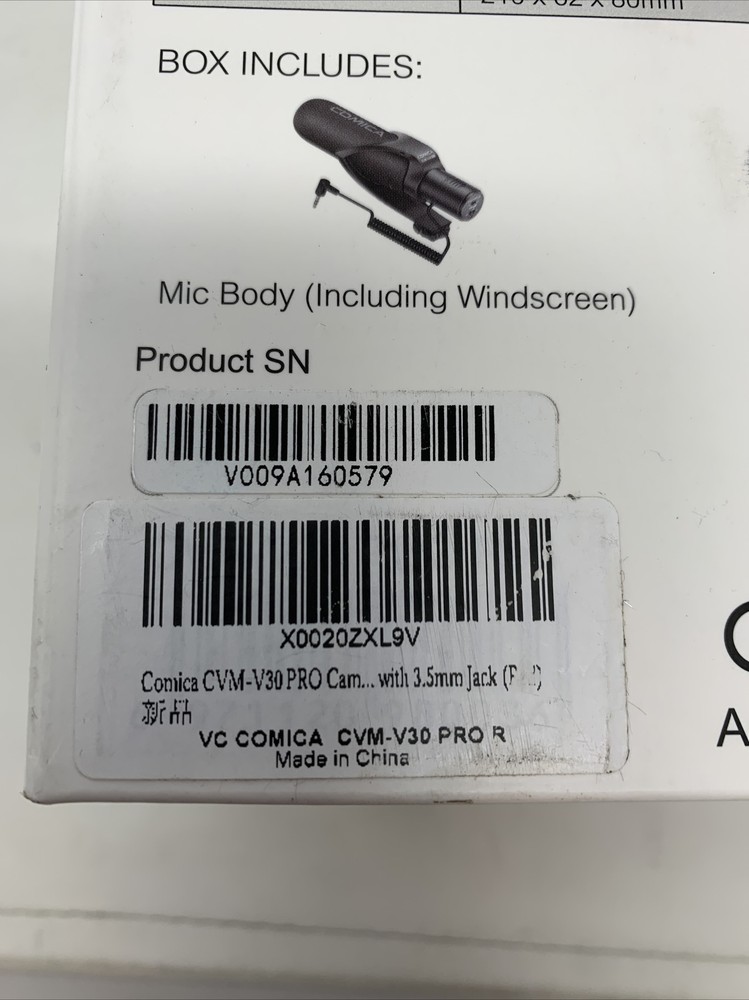 BOX INCLUDES:
COMICA
Mic Body (Including Windscreen)
Product SN
V009A160579
X0020ZXL9V
Comica CVM-V30 PRO Cam... with 3.5mm Jack
新品
VC COMICA CVM-V30 PRO R
Made in China
A